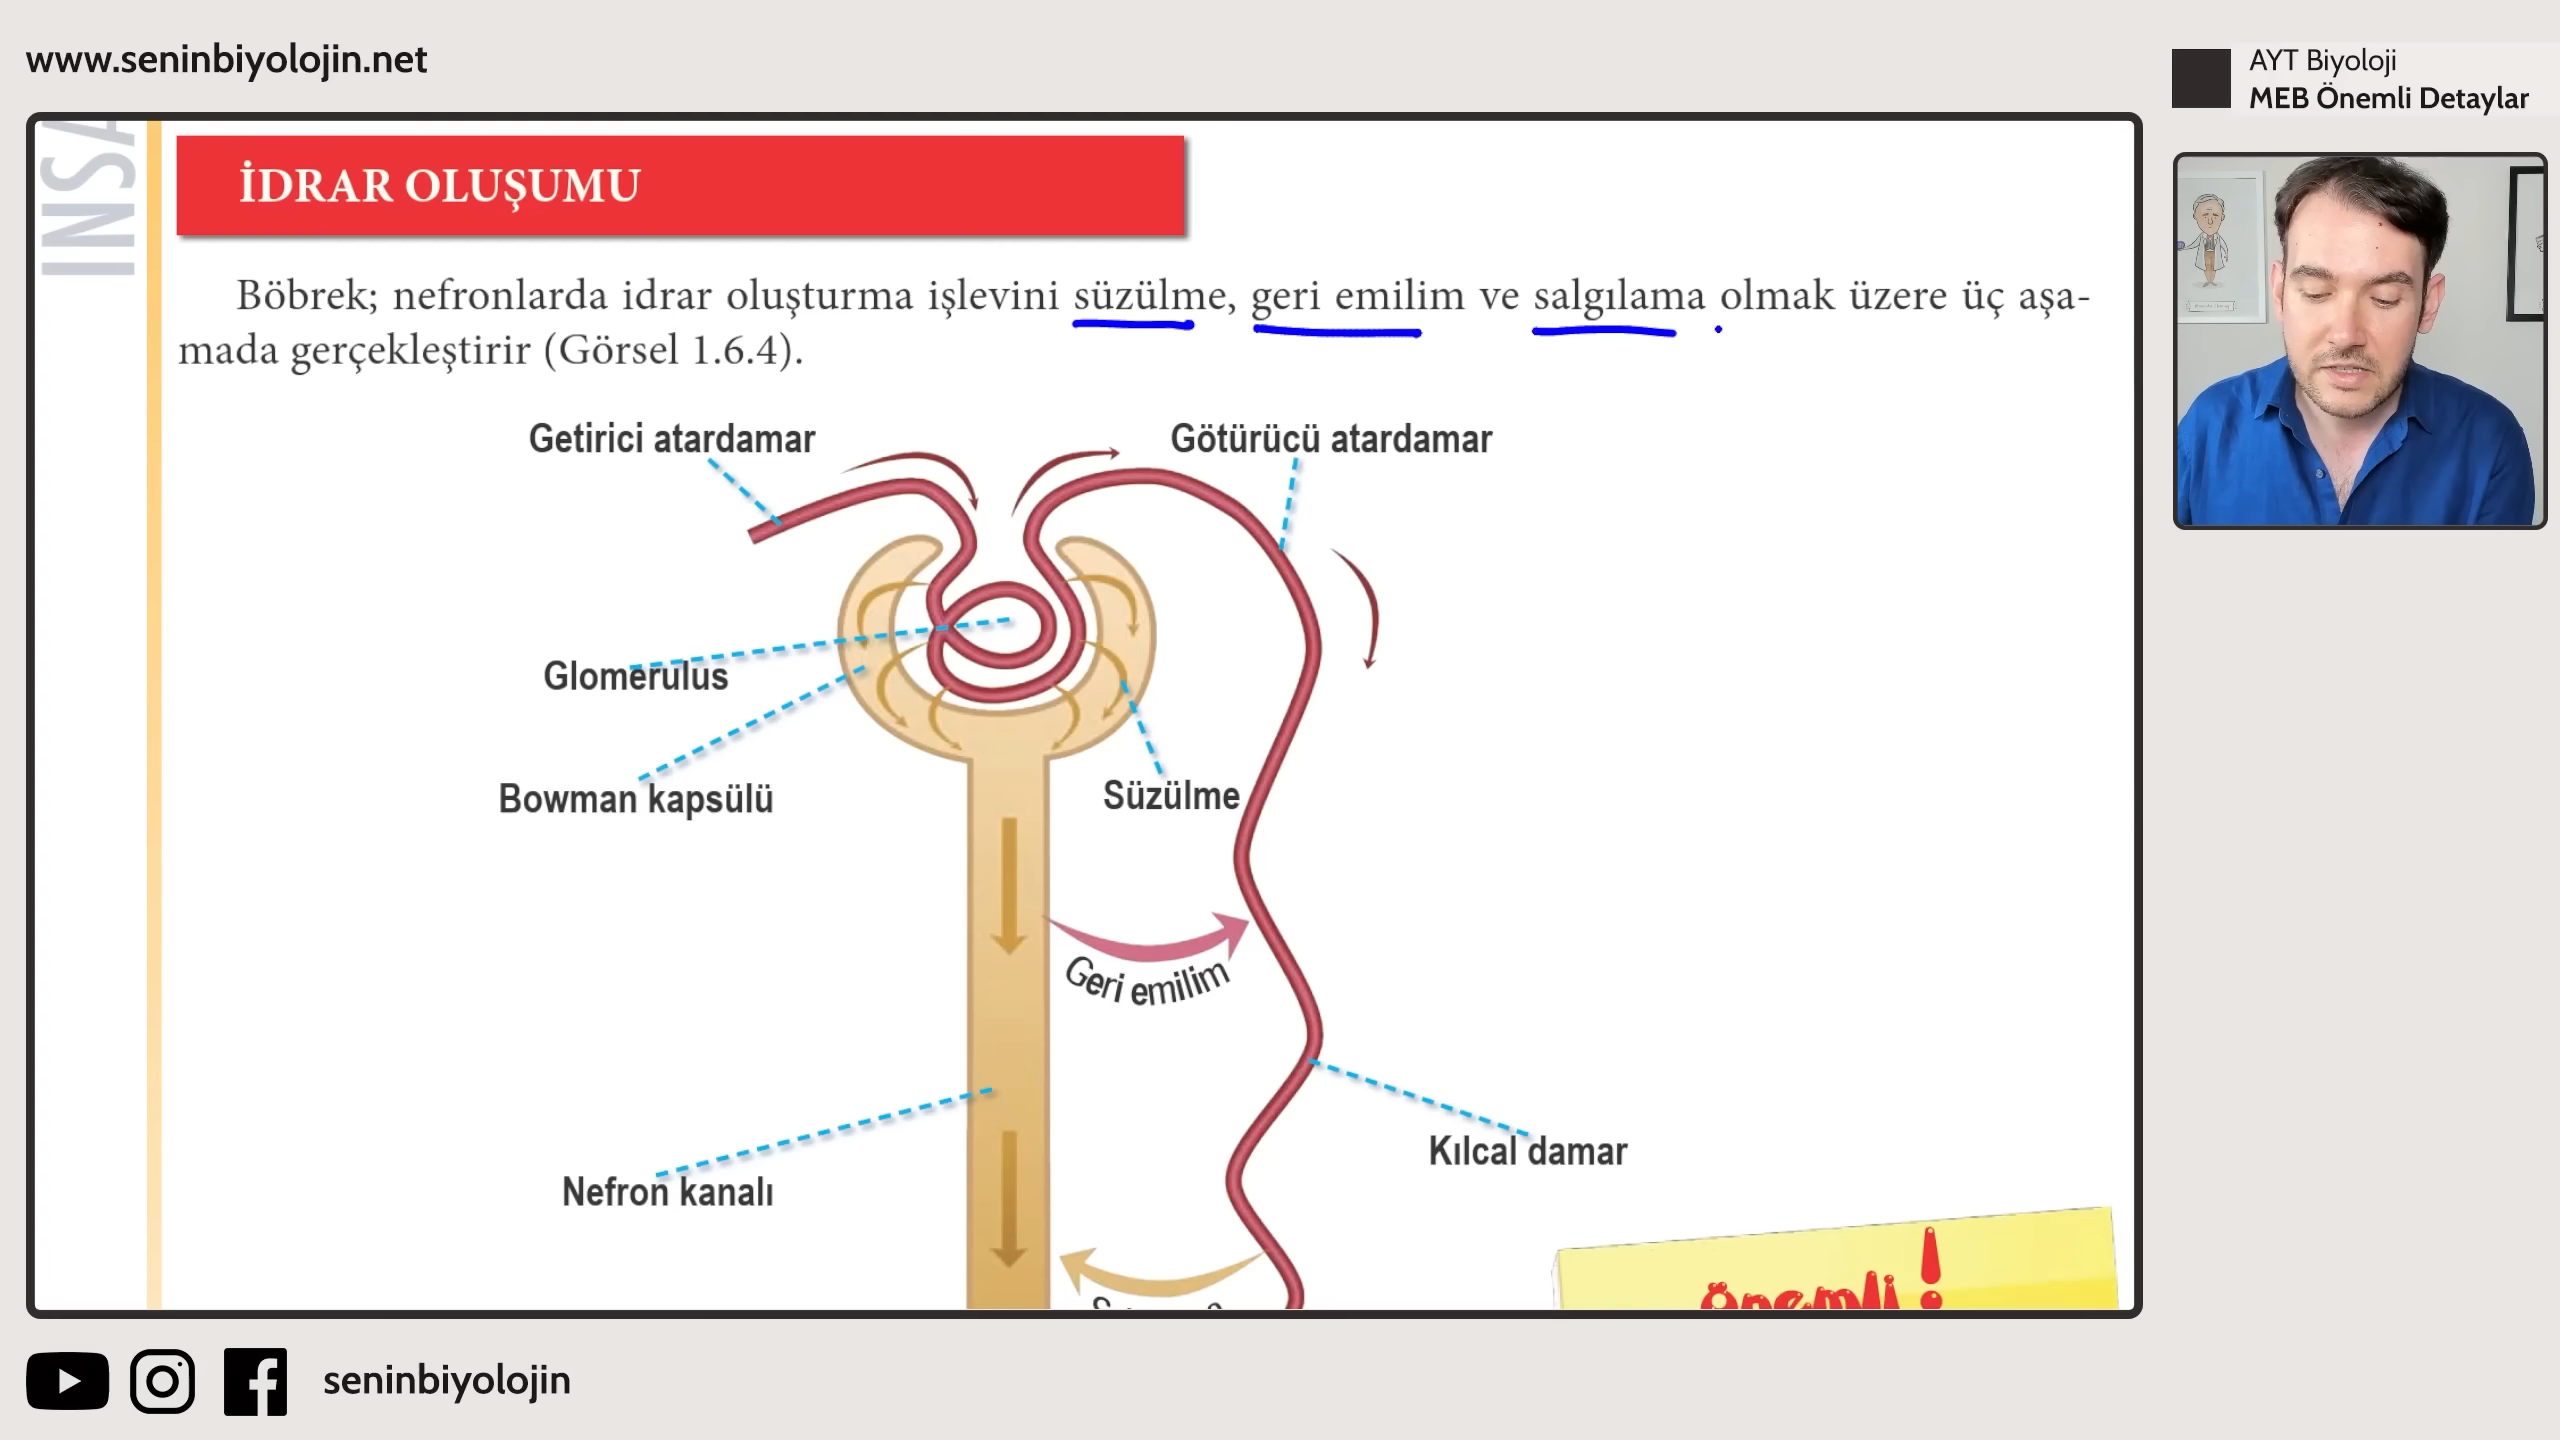 www.seninbiyolojin.net
AYT Biyoloji
MEB Önemli Detaylar
İNSA
İDRAR OLUŞUMU
Böbrek; nefronlarda idrar oluşturma işlevini süzülme, geri emilim ve salgılama olmak üzere üç aşa-
mada gerçekleştirir (Görsel 1.6.4).
Getirici atardamar
Götürücü atardamar
Glomerulus
Bowman kapsülü
Süzülme
Geri emilim
Kılcal damar
Nefron kanalı
Önemli!
seninbiyolojin